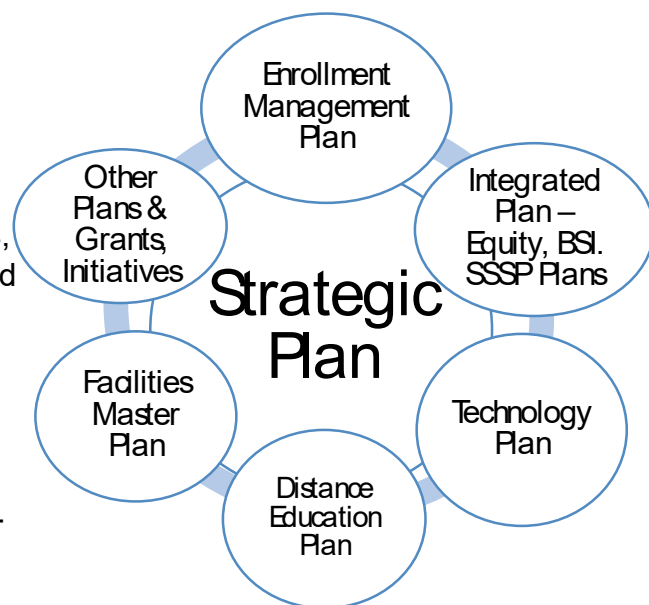 Enrollment
Management
Plan
Integrated
Plan –
Equity, BSI.
SSSP Plans
Technology
Plan
Distance
Education
Plan
Facilities
Master
Plan
Other
Plans &
Grants,
Initiatives
Strategic
Plan